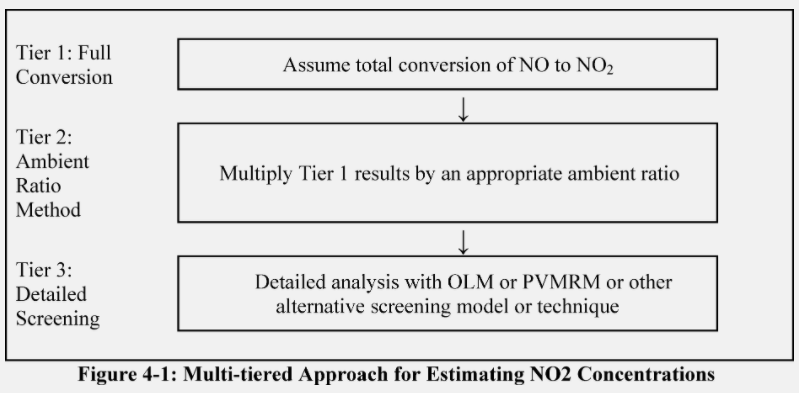 Tier 1: Full
Conversion
Assume total conversion of NO to NO₂
↓
Tier 2:
Ambient
Ratio
Method
Multiply Tier 1 results by an appropriate ambient ratio
↓
Tier 3:
Detailed
Screening
Detailed analysis with OLM or PVMRM or other
alternative screening model or technique
Figure 4-1: Multi-tiered Approach for Estimating NO2 Concentrations